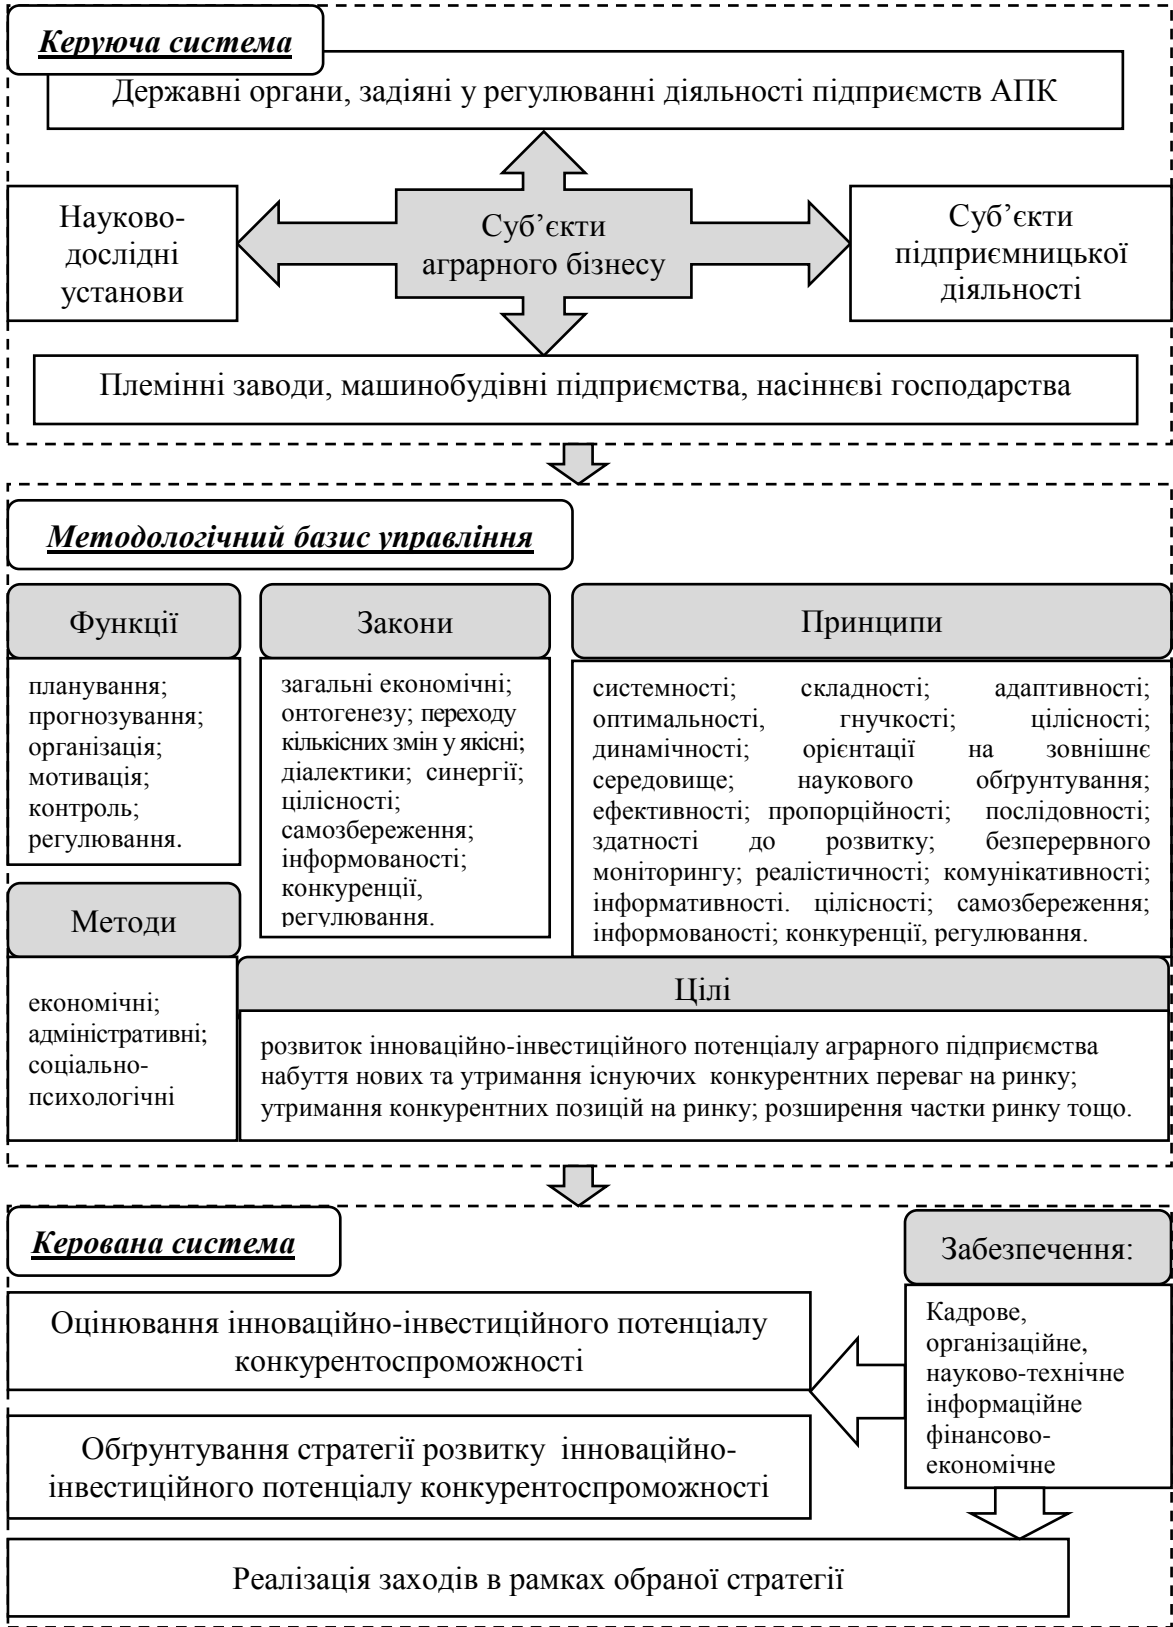 Керуюча система
Державні органи, задіяні у регулюванні діяльності підприємств АПК
Науково-
дослідні
установи
Суб’єкти
аграрного бізнесу
Суб’єкти
підприємницької
діяльності
Племінні заводи, машинобудівні підприємства, насіннєві господарства
Методологічний базис управління
Функції
планування;
прогнозування;
організація;
мотивація;
контроль;
регулювання.
Закони
загальні економічні;
онтогенезу; переходу
кількісних змін у якісні;
діалектики; синергії;
цілісності;
самозбереження;
інформованості;
конкуренції,
регулювання.
Принципи
системності; складності; адаптивності;
оптимальності, гнучкості; цілісності;
динамічності; орієнтації на зовнішнє
середовище; наукового обґрунтування;
ефективності; пропорційності; послідовності;
здатності до розвитку; безперервного
моніторингу; реалістичності; комунікативності;
інформативності. цілісності; самозбереження;
інформованості; конкуренції, регулювання.
Методи
економічні;
адміністративні;
соціально-
психологічні
Цілі
розвиток інноваційно-інвестиційного потенціалу аграрного підприємства
набуття нових та утримання існуючих конкурентних переваг на ринку;
утримання конкурентних позицій на ринку; розширення частки ринку тощо.
Керована система
Оцінювання інноваційно-інвестиційного потенціалу
конкурентоспроможності
Обґрунтування стратегії розвитку інноваційно-
інвестиційного потенціалу конкурентоспроможності
Забезпечення:
Кадрове,
організаційне,
науково-технічне
інформаційне
фінансово-
економічне
Реалізація заходів в рамках обраної стратегії